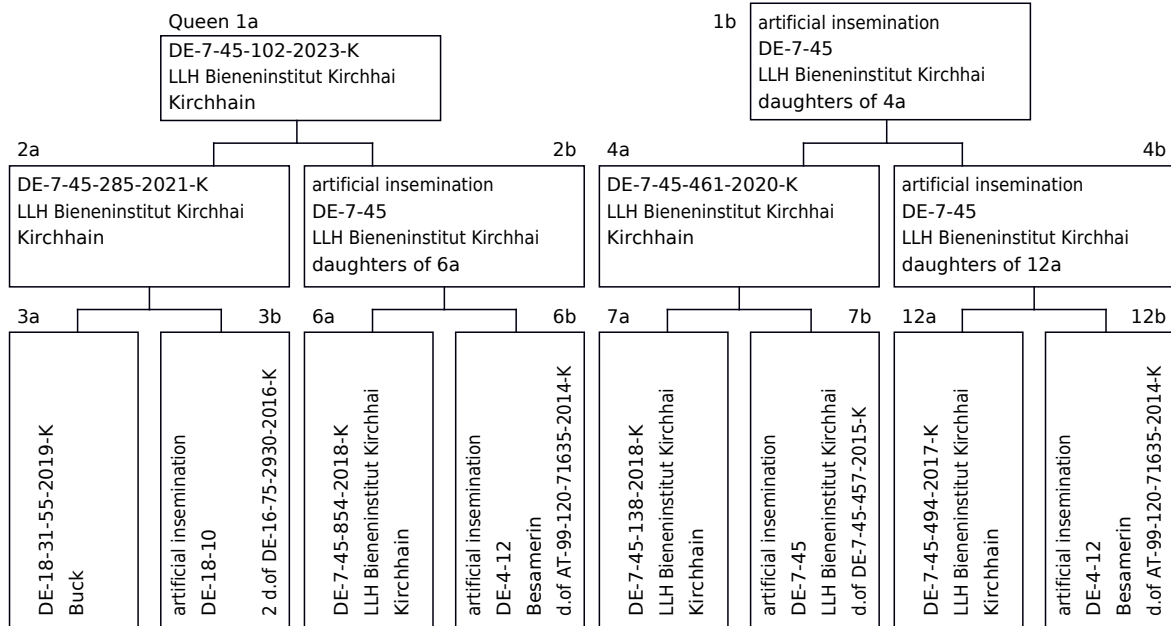 Queen 1a
DE-7-45-102-2023-K
LLH Bieneninstitut Kirchhai
Kirchhain
1b
artificial insemination
DE-7-45
LLH Bieneninstitut Kirchhai
daughters of 4a
2a
DE-7-45-285-2021-K
LLH Bieneninstitut Kirchhai
Kirchhain
2b
artificial insemination
DE-7-45
LLH Bieneninstitut Kirchhai
daughters of 6a
4a
DE-7-45-461-2020-K
LLH Bieneninstitut Kirchhai
Kirchhain
4b
artificial insemination
DE-7-45
LLH Bieneninstitut Kirchhai
daughters of 12a
3a
DE-18-31-55-2019-K
Buck
3b
artificial insemination
DE-18-10
2 d.of DE-16-75-2930-2016-K
6a
DE-7-45-854-2018-K
LLH Bieneninstitut Kirchhai
Kirchhain
6b
artificial insemination
DE-4-12
Besamerin
d.of AT-99-120-71635-2014-K
7a
DE-7-45-138-2018-K
LLH Bieneninstitut Kirchhai
Kirchhain
7b
artificial insemination
DE-7-45
LLH Bieneninstitut Kirchhai
d.of DE-7-45-457-2015-K
12a
DE-7-45-494-2017-K
LLH Bieneninstitut Kirchhai
Kirchhain
12b
artificial insemination
DE-4-12
Besamerin
d.of AT-99-120-71635-2014-K